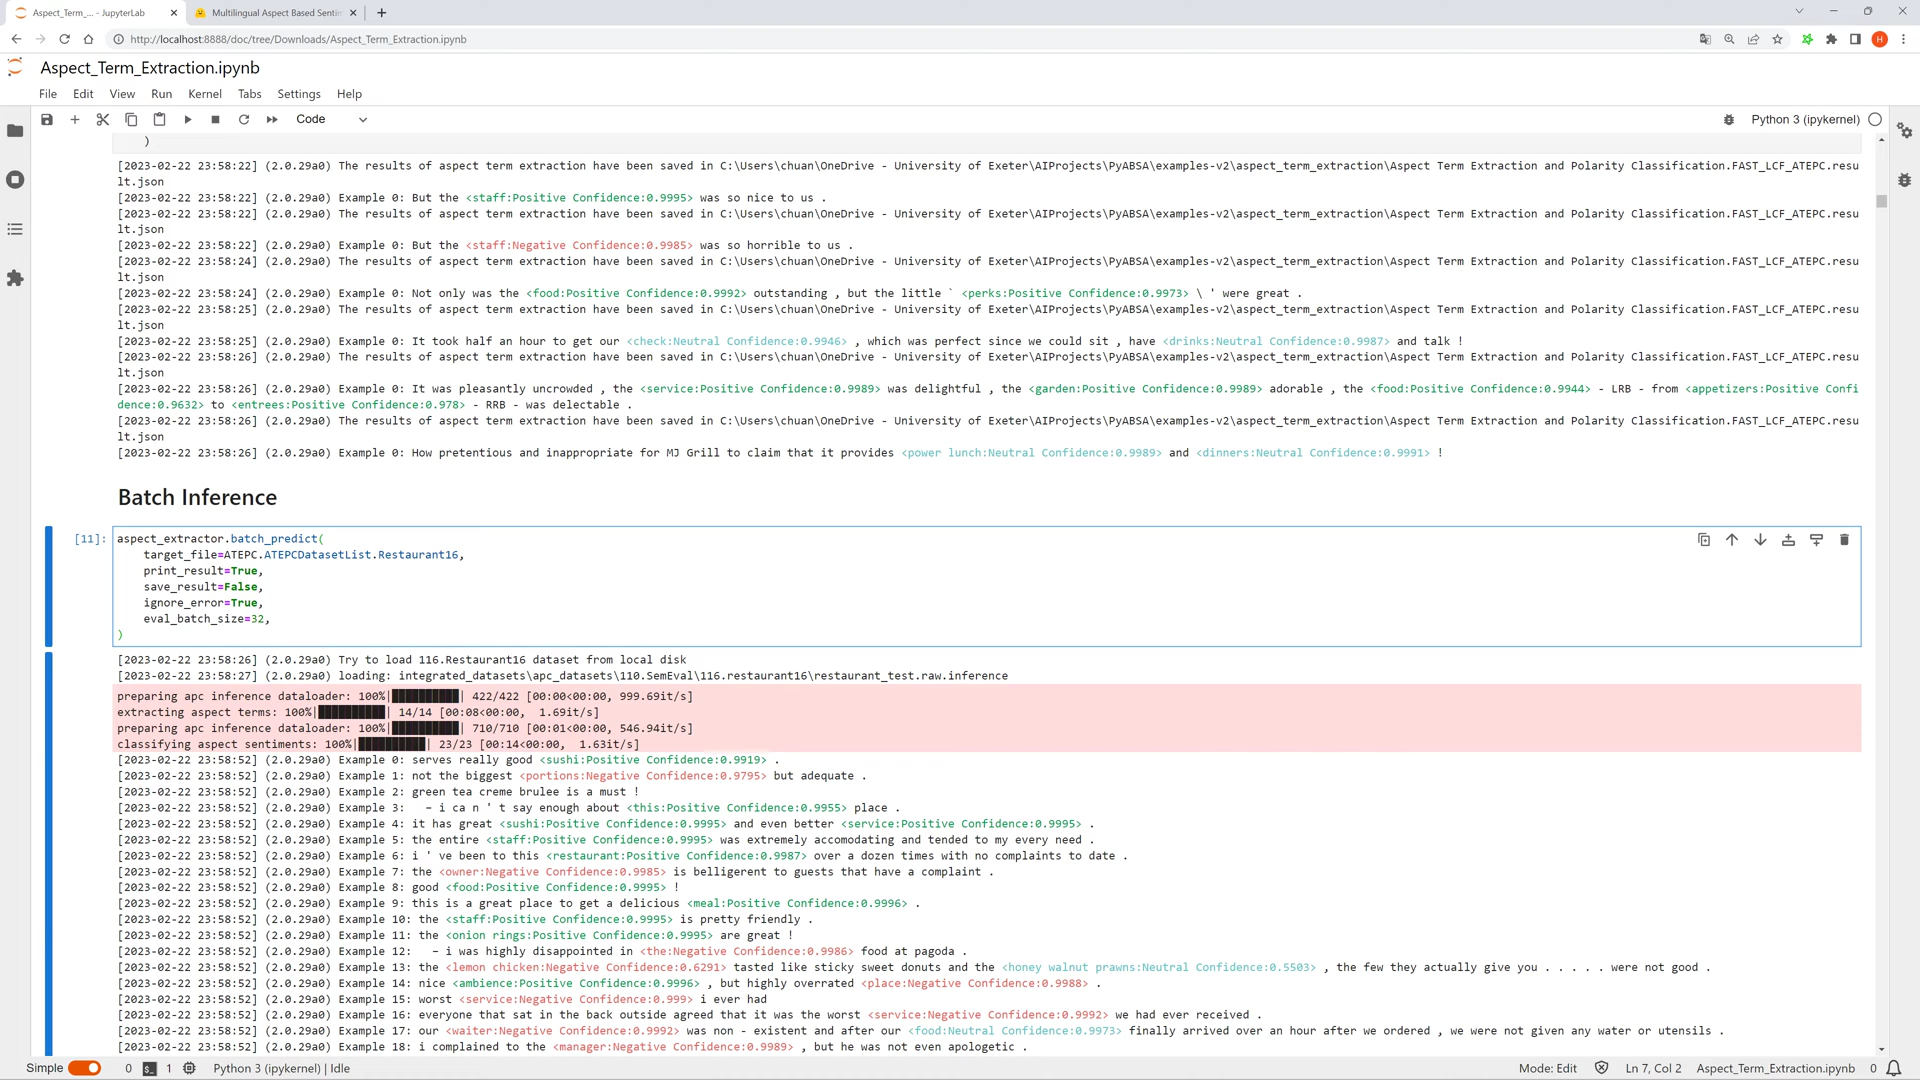 Aspect_Term_... - JupyterLab
Multilingual Aspect Based Sentim
http://localhost:8888/doc/tree/Downloads/Aspect_Term_Extraction.ipynb
H
Aspect_Term_Extraction.ipynb
File Edit View Run Kernel Tabs Settings Help
Code
Python 3 (ipykernel)
)
[2023-02-22 23:58:22] (2.0.29a0) The results of aspect term extraction have been saved in C:\Users\chuan\OneDrive - University of Exeter\AIProjects\PyABSA\examples-v2\aspect_term_extraction\Aspect Term Extraction and Polarity Classification.FAST_LCF_ATEPC.resu
lt.json
[2023-02-22 23:58:22] (2.0.29a0) Example 0: But the <staff:Positive Confidence:0.9995> was so nice to us .
[2023-02-22 23:58:22] (2.0.29a0) The results of aspect term extraction have been saved in C:\Users\chuan\OneDrive - University of Exeter\AIProjects\PyABSA\examples-v2\aspect_term_extraction\Aspect Term Extraction and Polarity Classification.FAST_LCF_ATEPC.resu
lt.json
[2023-02-22 23:58:22] (2.0.29a0) Example 0: But the <staff:Negative Confidence:0.9985> was so horrible to us .
[2023-02-22 23:58:24] (2.0.29a0) The results of aspect term extraction have been saved in C:\Users\chuan\OneDrive - University of Exeter\AIProjects\PyABSA\examples-v2\aspect_term_extraction\Aspect Term Extraction and Polarity Classification.FAST_LCF_ATEPC.resu
lt.json
[2023-02-22 23:58:24] (2.0.29a0) Example 0: Not only was the <food:Positive Confidence:0.9992> outstanding , but the little ` <perks:Positive Confidence:0.9973> \ ' were great .
[2023-02-22 23:58:25] (2.0.29a0) The results of aspect term extraction have been saved in C:\Users\chuan\OneDrive - University of Exeter\AIProjects\PyABSA\examples-v2\aspect_term_extraction\Aspect Term Extraction and Polarity Classification.FAST_LCF_ATEPC.resu
lt.json
[2023-02-22 23:58:25] (2.0.29a0) Example 0: It took half an hour to get our <check:Neutral Confidence:0.9946> , which was perfect since we could sit , have <drinks:Neutral Confidence:0.9987> and talk !
[2023-02-22 23:58:26] (2.0.29a0) The results of aspect term extraction have been saved in C:\Users\chuan\OneDrive - University of Exeter\AIProjects\PyABSA\examples-v2\aspect_term_extraction\Aspect Term Extraction and Polarity Classification.FAST_LCF_ATEPC.resu
lt.json
[2023-02-22 23:58:26] (2.0.29a0) Example 0: It was pleasantly uncrowded , the <service:Positive Confidence:0.9989> was delightful , the <garden:Positive Confidence:0.9989> adorable , the <food:Positive Confidence:0.9944> - LRB - from <appetizers:Positive Confi
dence:0.9632> to <entrees:Positive Confidence:0.978> - RRB - was delectable .
[2023-02-22 23:58:26] (2.0.29a0) The results of aspect term extraction have been saved in C:\Users\chuan\OneDrive - University of Exeter\AIProjects\PyABSA\examples-v2\aspect_term_extraction\Aspect Term Extraction and Polarity Classification.FAST_LCF_ATEPC.resu
lt.json
[2023-02-22 23:58:26] (2.0.29a0) Example 0: How pretentious and inappropriate for MJ Grill to claim that it provides <power lunch:Neutral Confidence:0.9989> and <dinners:Neutral Confidence:0.9991> !
Batch Inference
[11]: aspect_extractor.batch_predict(
target_file=ATEPC.ATEPCDatasetList.Restaurant16,
print_result=True,
save_result=False,
ignore_error=True,
eval_batch_size=32,
)
[2023-02-22 23:58:26] (2.0.29a0) Try to load 116.Restaurant16 dataset from local disk
[2023-02-22 23:58:27] (2.0.29a0) loading: integrated_datasets\apc_datasets\110.SemEval\116.restaurant16\restaurant_test.raw.inference
preparing apc inference dataloader: 100%|██████████| 422/422 [00:00<00:00, 999.69it/s]
extracting aspect terms: 100%|██████████| 14/14 [00:08<00:00,  1.69it/s]
preparing apc inference dataloader: 100%|██████████| 710/710 [00:01<00:00, 546.94it/s]
classifying aspect sentiments: 100%|██████████| 23/23 [00:14<00:00,  1.63it/s]
[2023-02-22 23:58:52] (2.0.29a0) Example 0: serves really good <sushi:Positive Confidence:0.9919> .
[2023-02-22 23:58:52] (2.0.29a0) Example 1: not the biggest <portions:Negative Confidence:0.9795> but adequate .
[2023-02-22 23:58:52] (2.0.29a0) Example 2: green tea creme brulee is a must !
[2023-02-22 23:58:52] (2.0.29a0) Example 3:   – i ca n ' t say enough about <this:Positive Confidence:0.9955> place .
[2023-02-22 23:58:52] (2.0.29a0) Example 4: it has great <sushi:Positive Confidence:0.9995> and even better <service:Positive Confidence:0.9995> .
[2023-02-22 23:58:52] (2.0.29a0) Example 5: the entire <staff:Positive Confidence:0.9995> was extremely accomodating and tended to my every need .
[2023-02-22 23:58:52] (2.0.29a0) Example 6: i ' ve been to this <restaurant:Positive Confidence:0.9987> over a dozen times with no complaints to date .
[2023-02-22 23:58:52] (2.0.29a0) Example 7: the <owner:Negative Confidence:0.9985> is belligerent to guests that have a complaint .
[2023-02-22 23:58:52] (2.0.29a0) Example 8: good <food:Positive Confidence:0.9995> !
[2023-02-22 23:58:52] (2.0.29a0) Example 9: this is a great place to get a delicious <meal:Positive Confidence:0.9996> .
[2023-02-22 23:58:52] (2.0.29a0) Example 10: the <staff:Positive Confidence:0.9995> is pretty friendly .
[2023-02-22 23:58:52] (2.0.29a0) Example 11: the <onion rings:Positive Confidence:0.9995> are great !
[2023-02-22 23:58:52] (2.0.29a0) Example 12:   – i was highly disappointed in <the:Negative Confidence:0.9986> food at pagoda .
[2023-02-22 23:58:52] (2.0.29a0) Example 13: the <lemon chicken:Negative Confidence:0.6291> tasted like sticky sweet donuts and the <honey walnut prawns:Neutral Confidence:0.5503> , the few they actually give you . . . . . were not good .
[2023-02-22 23:58:52] (2.0.29a0) Example 14: nice <ambience:Positive Confidence:0.9996> , but highly overrated <place:Negative Confidence:0.9988> .
[2023-02-22 23:58:52] (2.0.29a0) Example 15: worst <service:Negative Confidence:0.999> i ever had
[2023-02-22 23:58:52] (2.0.29a0) Example 16: everyone that sat in the back outside agreed that it was the worst <service:Negative Confidence:0.9992> we had ever received .
[2023-02-22 23:58:52] (2.0.29a0) Example 17: our <waiter:Negative Confidence:0.9992> was non - existent and after our <food:Neutral Confidence:0.9973> finally arrived over an hour after we ordered , we were not given any water or utensils .
[2023-02-22 23:58:52] (2.0.29a0) Example 18: i complained to the <manager:Negative Confidence:0.9989> , but he was not even apologetic .
Simple 0 1 Python 3 (ipykernel) | Idle Mode: Edit Ln 7, Col 2 Aspect_Term_Extraction.ipynb 0